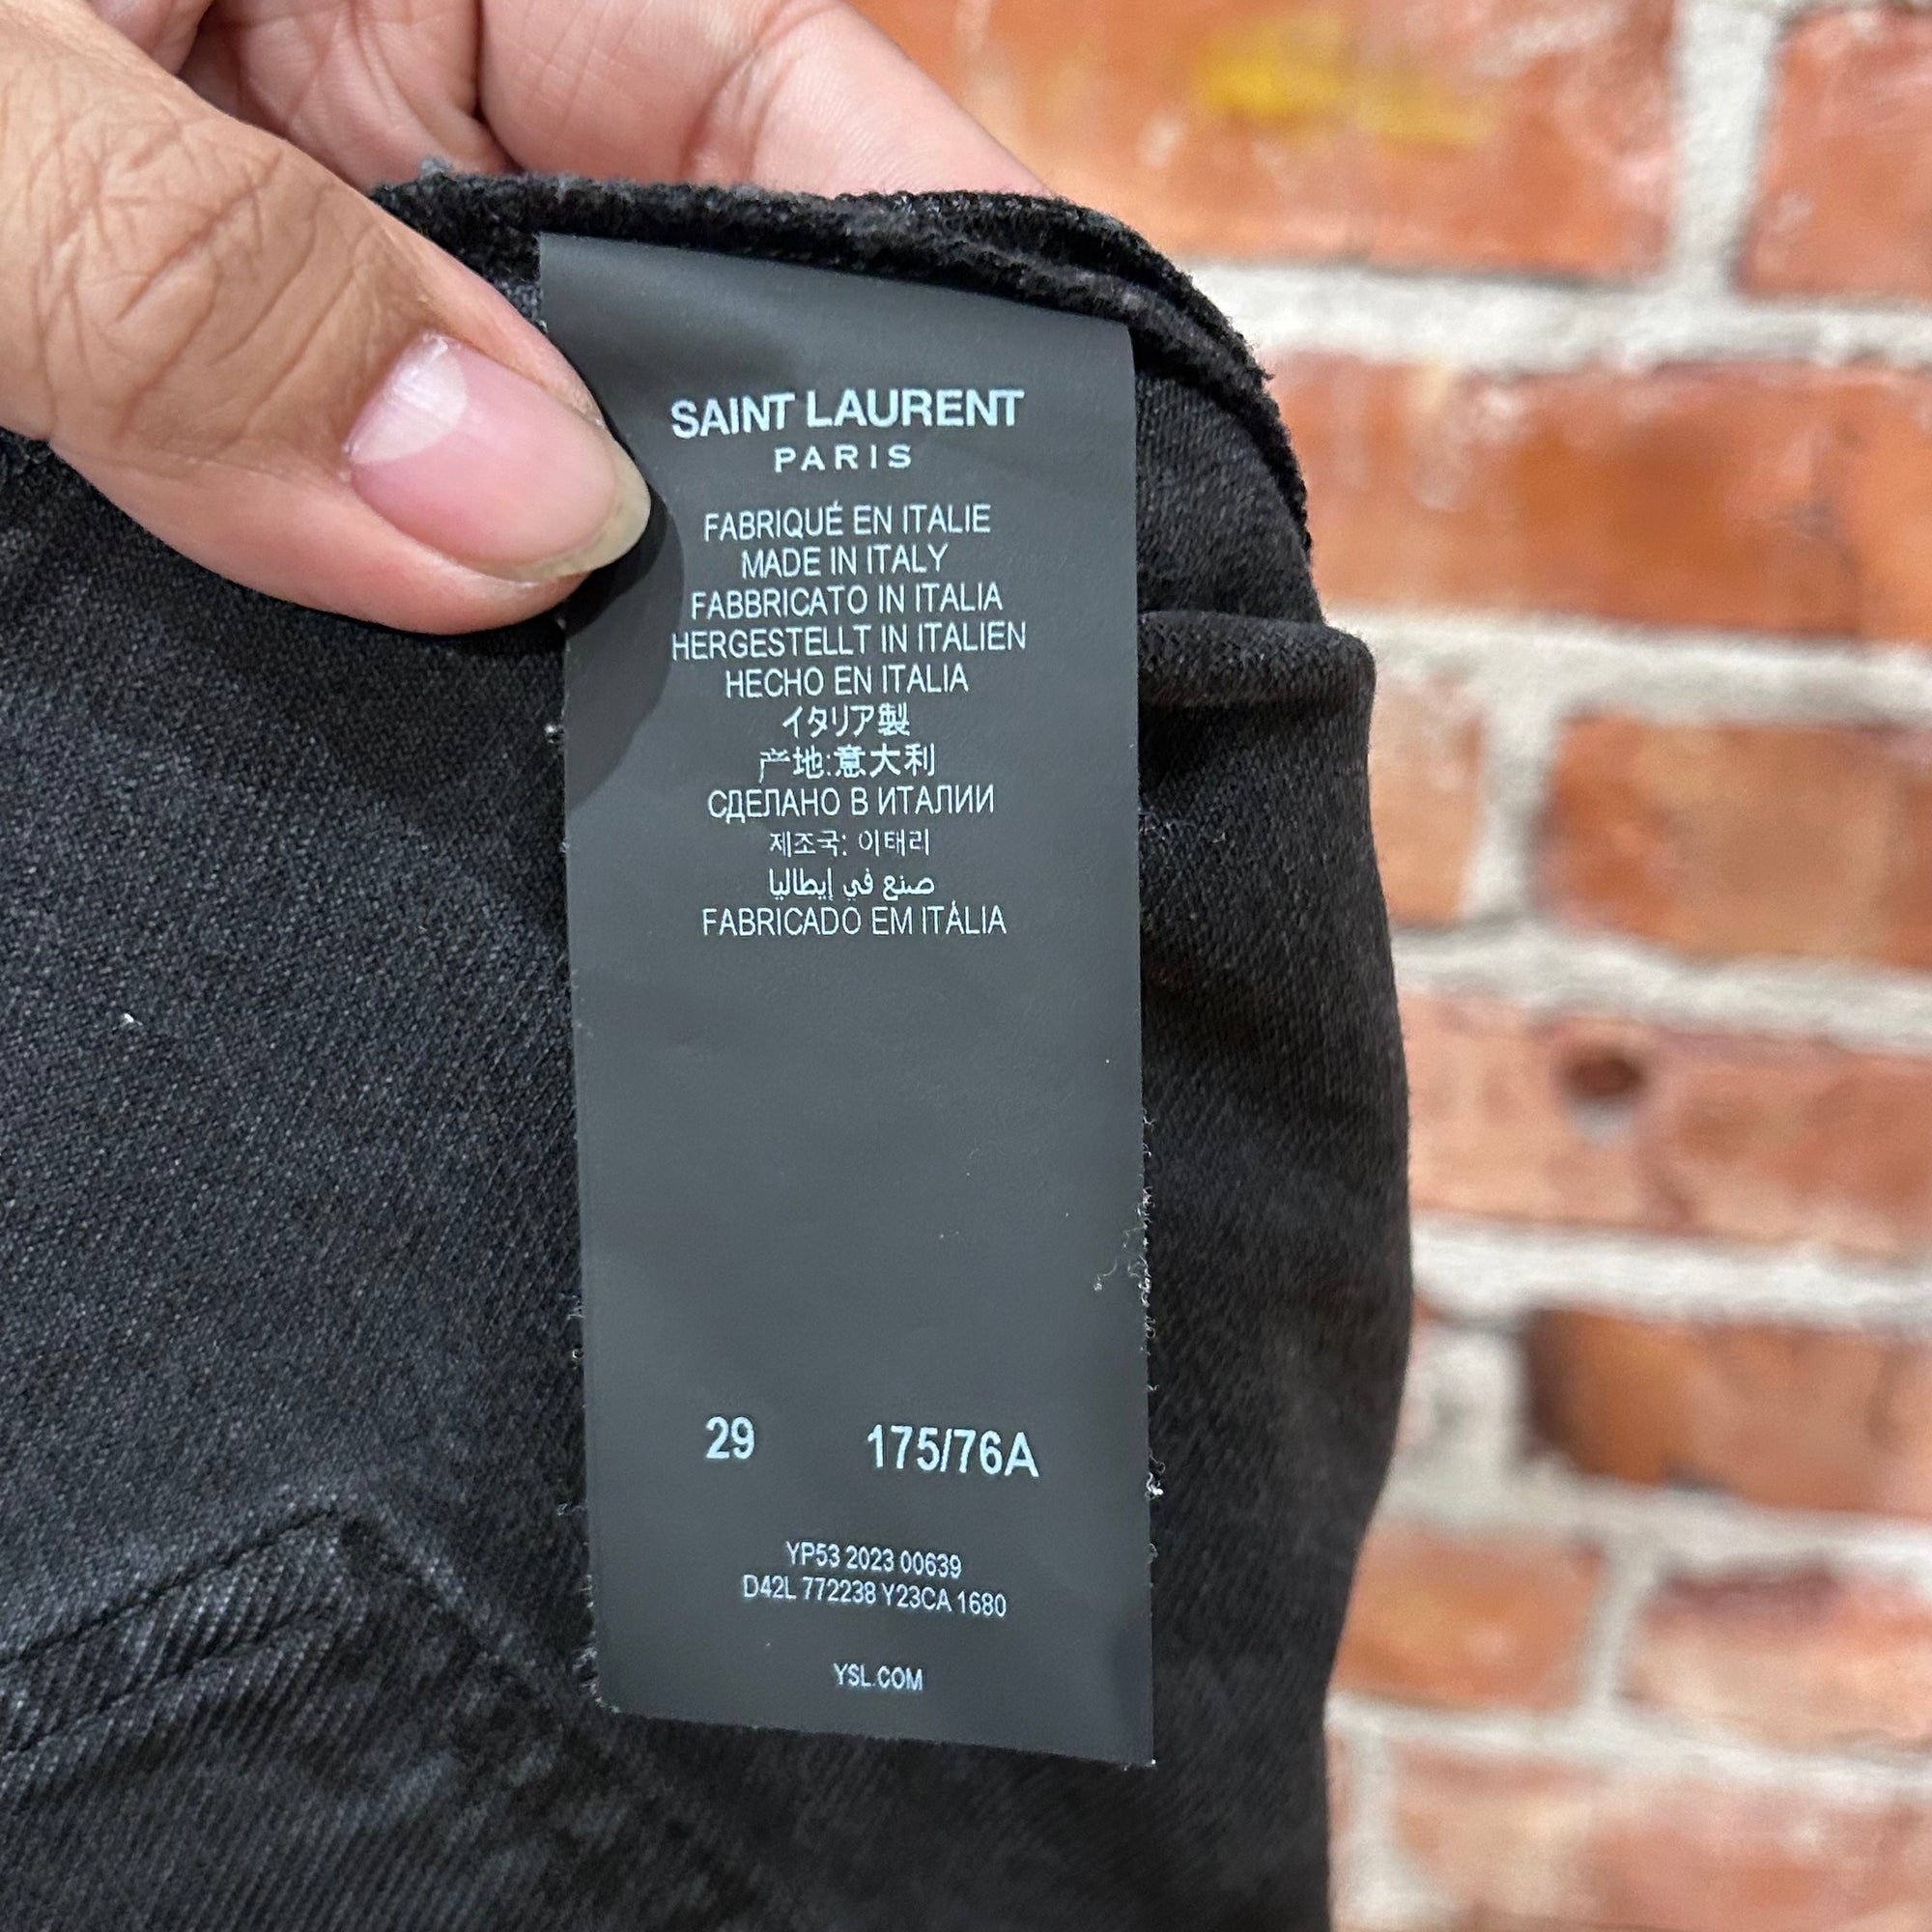 SAINT LAURENT
PARIS
FABRIQUÉ EN ITALIE
MADE IN ITALY
FABBRICATO IN ITALIA
HERGESTELLT IN ITALIEN
HECHO EN ITALIA
イタリア製
产地:意大利
СДЕЛАНО В ИТАЛИИ
제조국: 이태리
صنع في إيطاليا
FABRICADO EM ITÁLIA
29 175/76A
YP53 2023 00639
D42L 772238 Y23CA 1680
YSL.COM